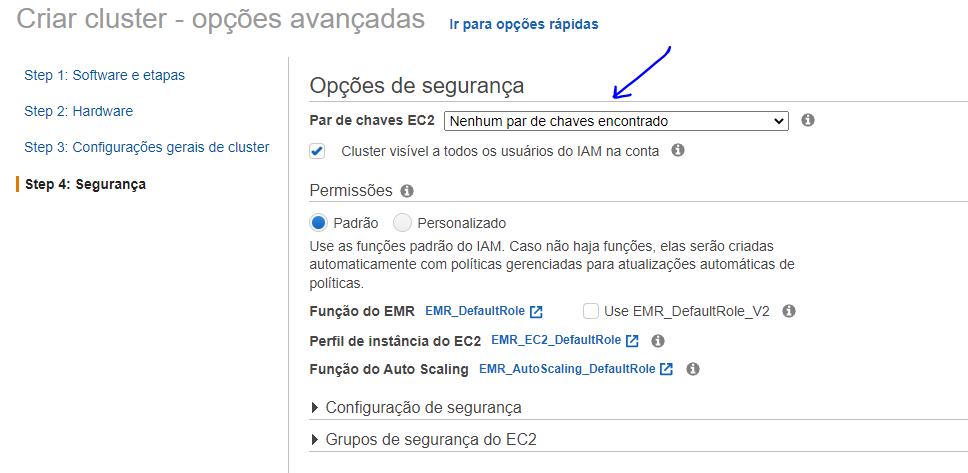 Criar cluster - opções avançadas Ir para opções rápidas
Step 1: Software e etapas
Step 2: Hardware
Step 3: Configurações gerais de cluster
Step 4: Segurança
Opções de segurança
Par de chaves EC2 Nenhum par de chaves encontrado
Cluster visível a todos os usuários do IAM na conta
Permissões
Padrão Personalizado
Use as funções padrão do IAM. Caso não haja funções, elas serão criadas
automaticamente com políticas gerenciadas para atualizações automáticas de
políticas.
Função do EMR EMR_DefaultRole Use EMR_DefaultRole_V2
Perfil de instância do EC2 EMR_EC2_DefaultRole
Função do Auto Scaling EMR_AutoScaling_DefaultRole
Configuração de segurança
Grupos de segurança do EC2